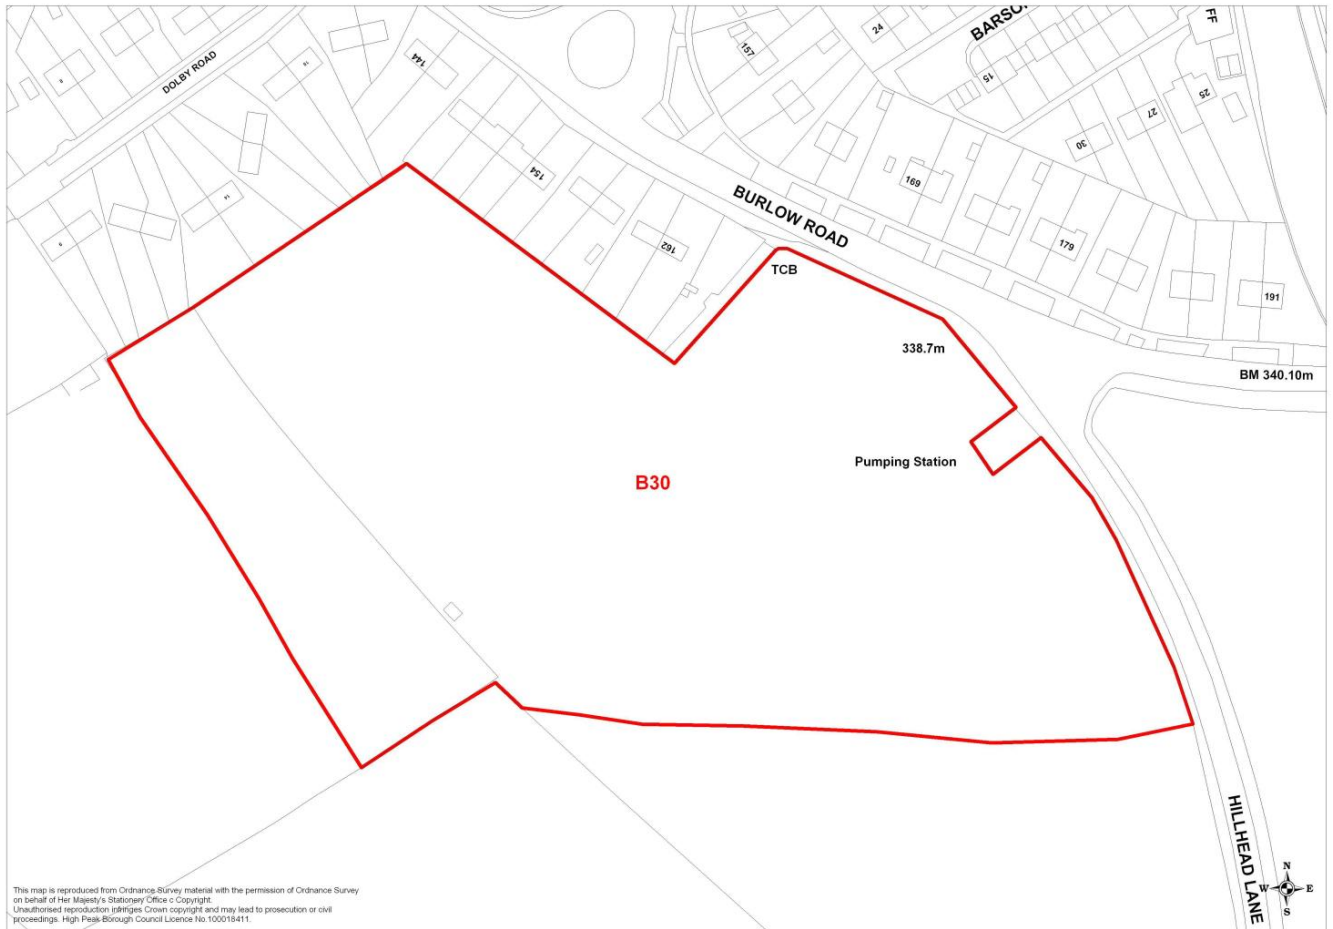 BARSO
FF
24
157
144
DOLBY ROAD
15
25
27
30
154
169
BURLOW ROAD
162
179
TCB
191
338.7m
BM 340.10m
Pumping Station
B30
HILLHEAD LANE
N
W E
S
This map is reproduced from Ordnance Survey material with the permission of Ordnance Survey
on behalf of Her Majesty's Stationery Office c Copyright.
Unauthorised reproduction infringes Crown copyright and may lead to prosecution or civil
proceedings. High Peak Borough Council Licence No.100018411.